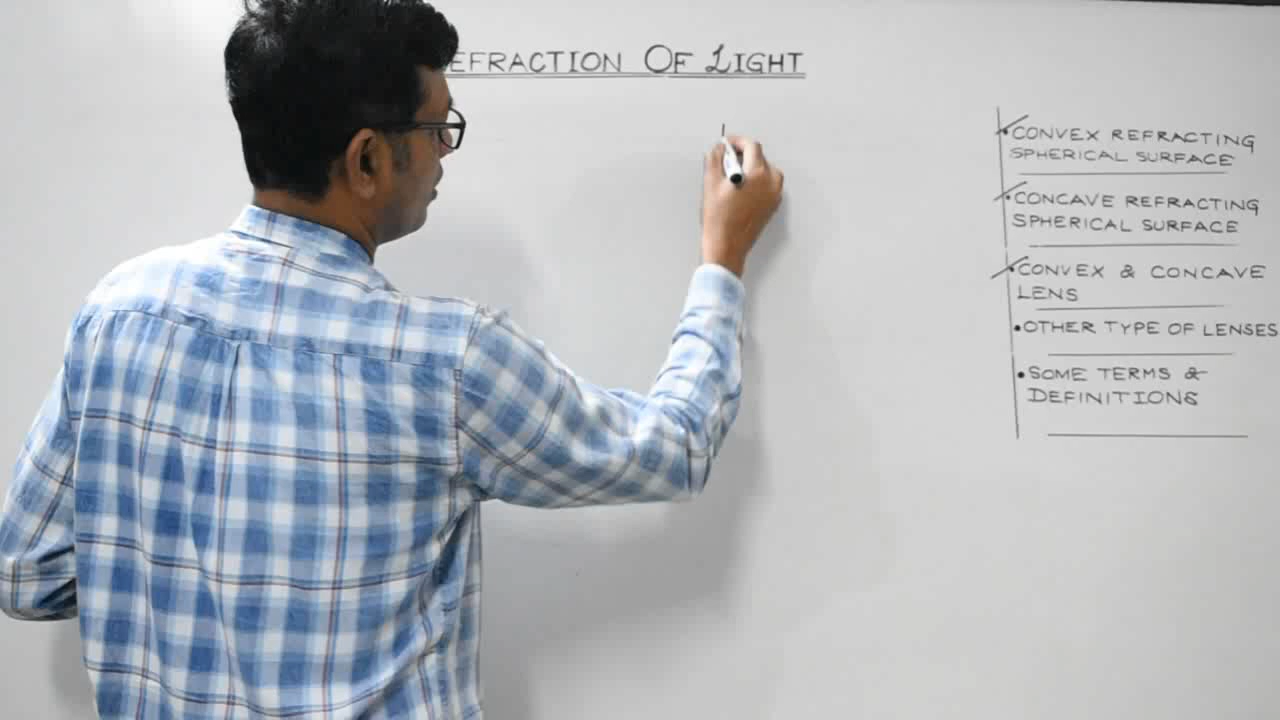 EFRACTION OF LIGHT
• CONVEX REFRACTING
SPHERICAL SURFACE
• CONCAVE REFRACTING
SPHERICAL SURFACE
• CONVEX & CONCAVE
LENS
• OTHER TYPE OF LENSES
• SOME TERMS &
DEFINITIONS